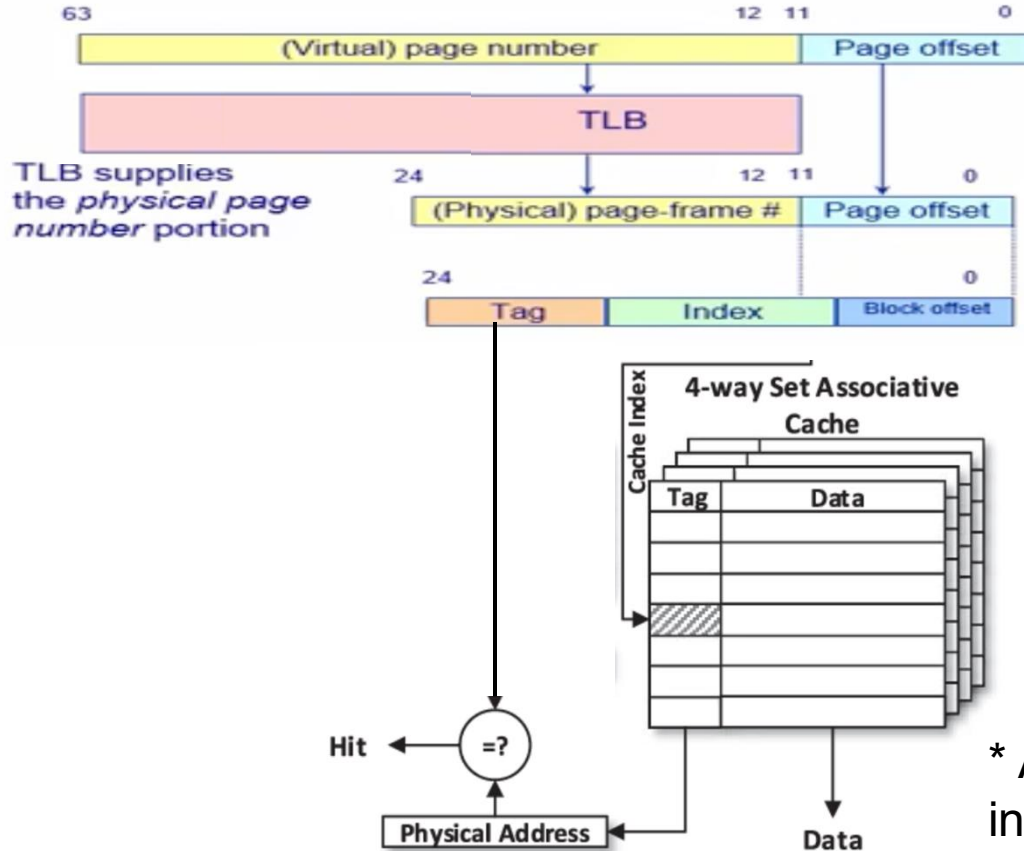 63 12 11 0
(Virtual) page number Page offset
TLB
TLB supplies
the physical page
number portion
24 12 11 0
(Physical) page-frame # Page offset
24 0
Tag Index Block offset
4-way Set Associative
Cache
Cache Index
Tag Data
Hit
=?
Physical Address
Data
*
in